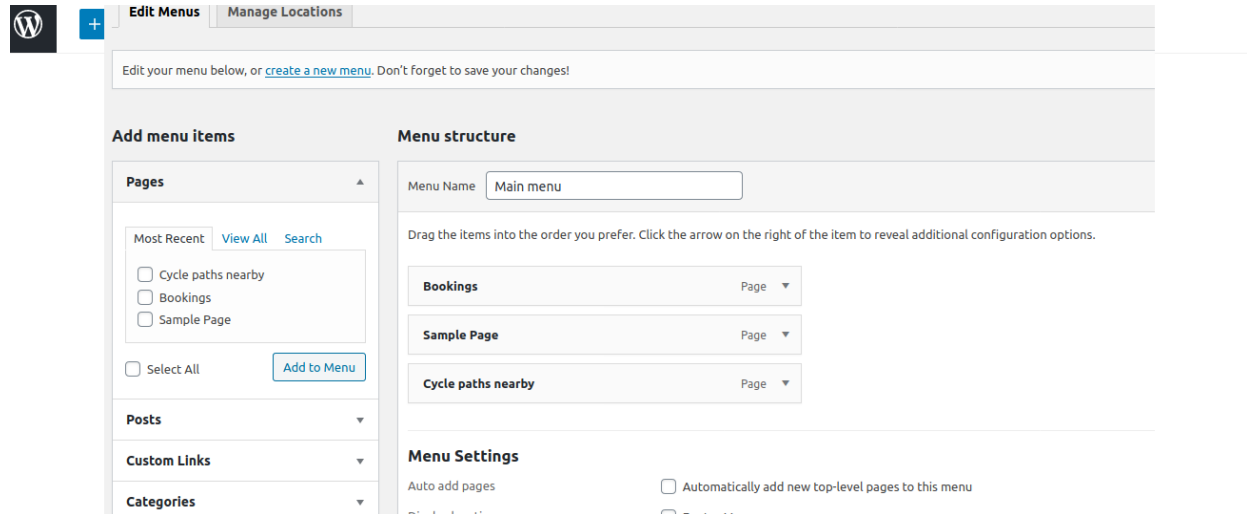 Edit Menus
Manage Locations
Edit your menu below, or create a new menu. Don't forget to save your changes!
Add menu items
Menu structure
Pages
Menu Name Main menu
Most Recent View All Search
Drag the items into the order you prefer. Click the arrow on the right of the item to reveal additional configuration options.
Cycle paths nearby
Bookings
Sample Page
Select All
Add to Menu
Bookings Page
Sample Page Page
Cycle paths nearby Page
Posts
Custom Links
Categories
Menu Settings
Auto add pages
Automatically add new top-level pages to this menu